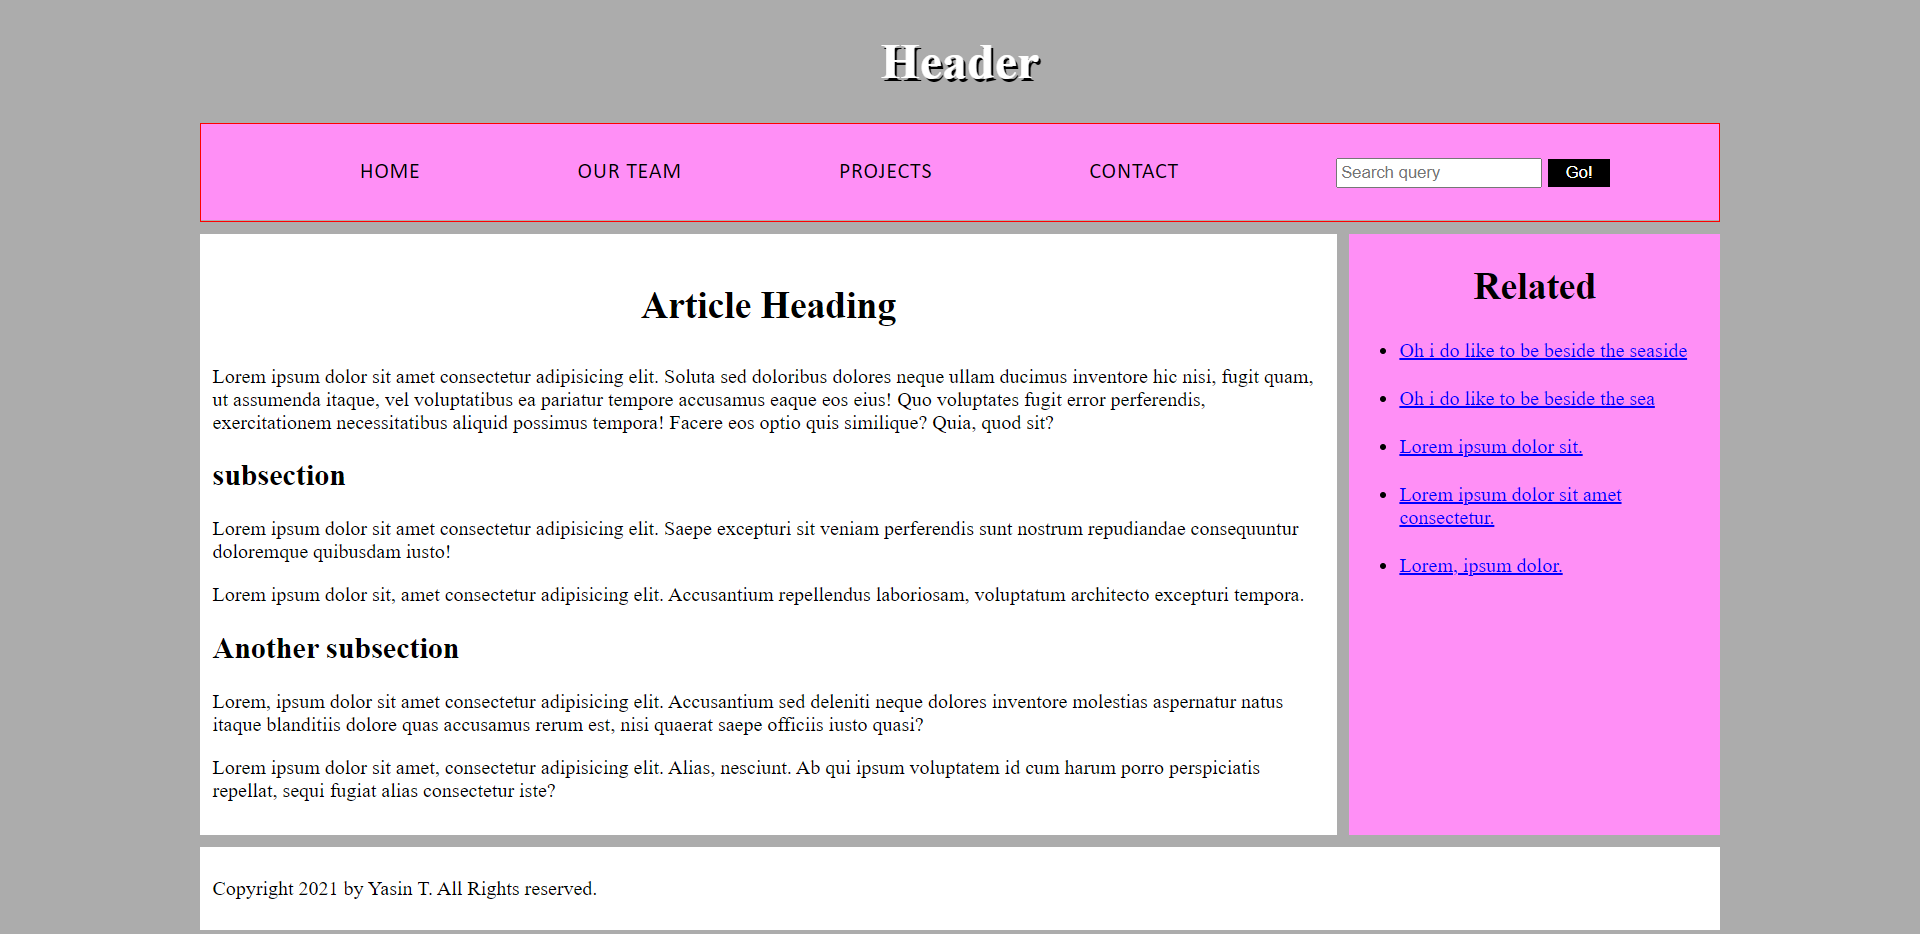 Header
HOME OUR TEAM PROJECTS CONTACT Search query Go!
Article Heading
Lorem ipsum dolor sit amet consectetur adipisicing elit. Soluta sed doloribus dolores neque ullam ducimus inventore hic nisi, fugit quam,
ut assumenda itaque, vel voluptatibus ea pariatur tempore accusamus eaque eos eius! Quo voluptates fugit error perferendis,
exercitationem necessitatibus aliquid possimus tempora! Facere eos optio quis similique? Quia, quod sit?
subsection
Lorem ipsum dolor sit amet consectetur adipisicing elit. Saepe excepturi sit veniam perferendis sunt nostrum repudiandae consequuntur
doloremque quibusdam iusto!
Lorem ipsum dolor sit, amet consectetur adipisicing elit. Accusantium repellendus laboriosam, voluptatum architecto excepturi tempora.
Another subsection
Lorem, ipsum dolor sit amet consectetur adipisicing elit. Accusantium sed deleniti neque dolores inventore molestias aspernatur natus
itaque blanditiis dolore quas accusamus rerum est, nisi quaerat saepe officiis iusto quasi?
Lorem ipsum dolor sit amet, consectetur adipisicing elit. Alias, nesciunt. Ab qui ipsum voluptatem id cum harum porro perspiciatis
repellat, sequi fugiat alias consectetur iste?
Related
Oh i do like to be beside the seaside
Oh i do like to be beside the sea
Lorem ipsum dolor sit.
Lorem ipsum dolor sit amet
consectetur.
Lorem, ipsum dolor.
Copyright 2021 by Yasin T. All Rights reserved.